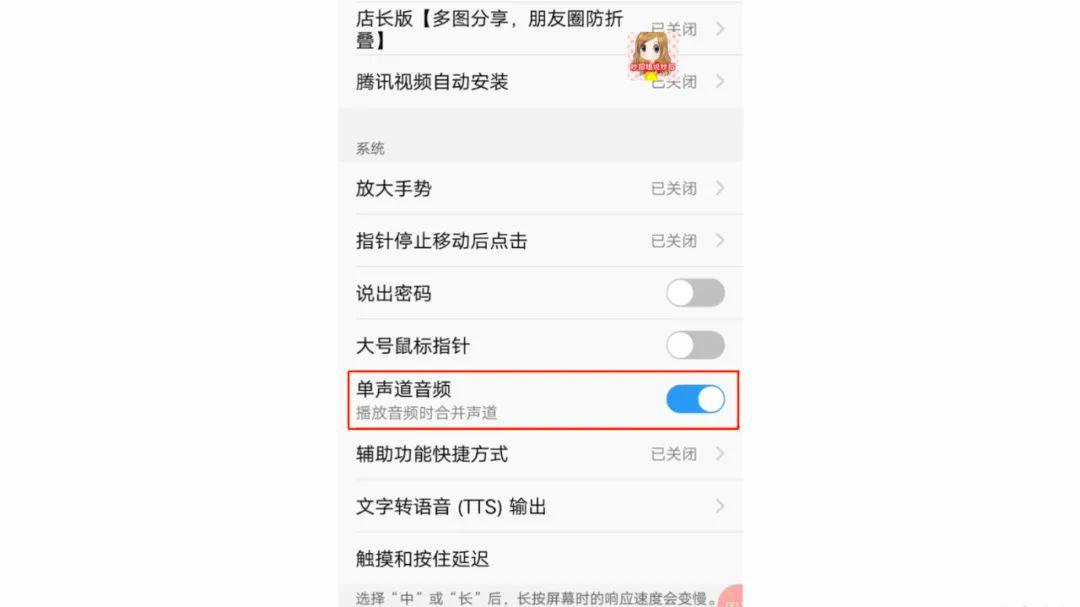 店长版【多图分享，朋友圈防折
叠】
已关闭
腾讯视频自动安装
已关闭
系统
放大手势
已关闭
指针停止移动后点击
已关闭
说出密码
大号鼠标指针
单声道音频
播放音频时合并声道
辅助功能快捷方式
已关闭
文字转语音 (TTS) 输出
触摸和按住延迟
选择“中”或“长”后，长按屏幕时的响应速度会变慢。